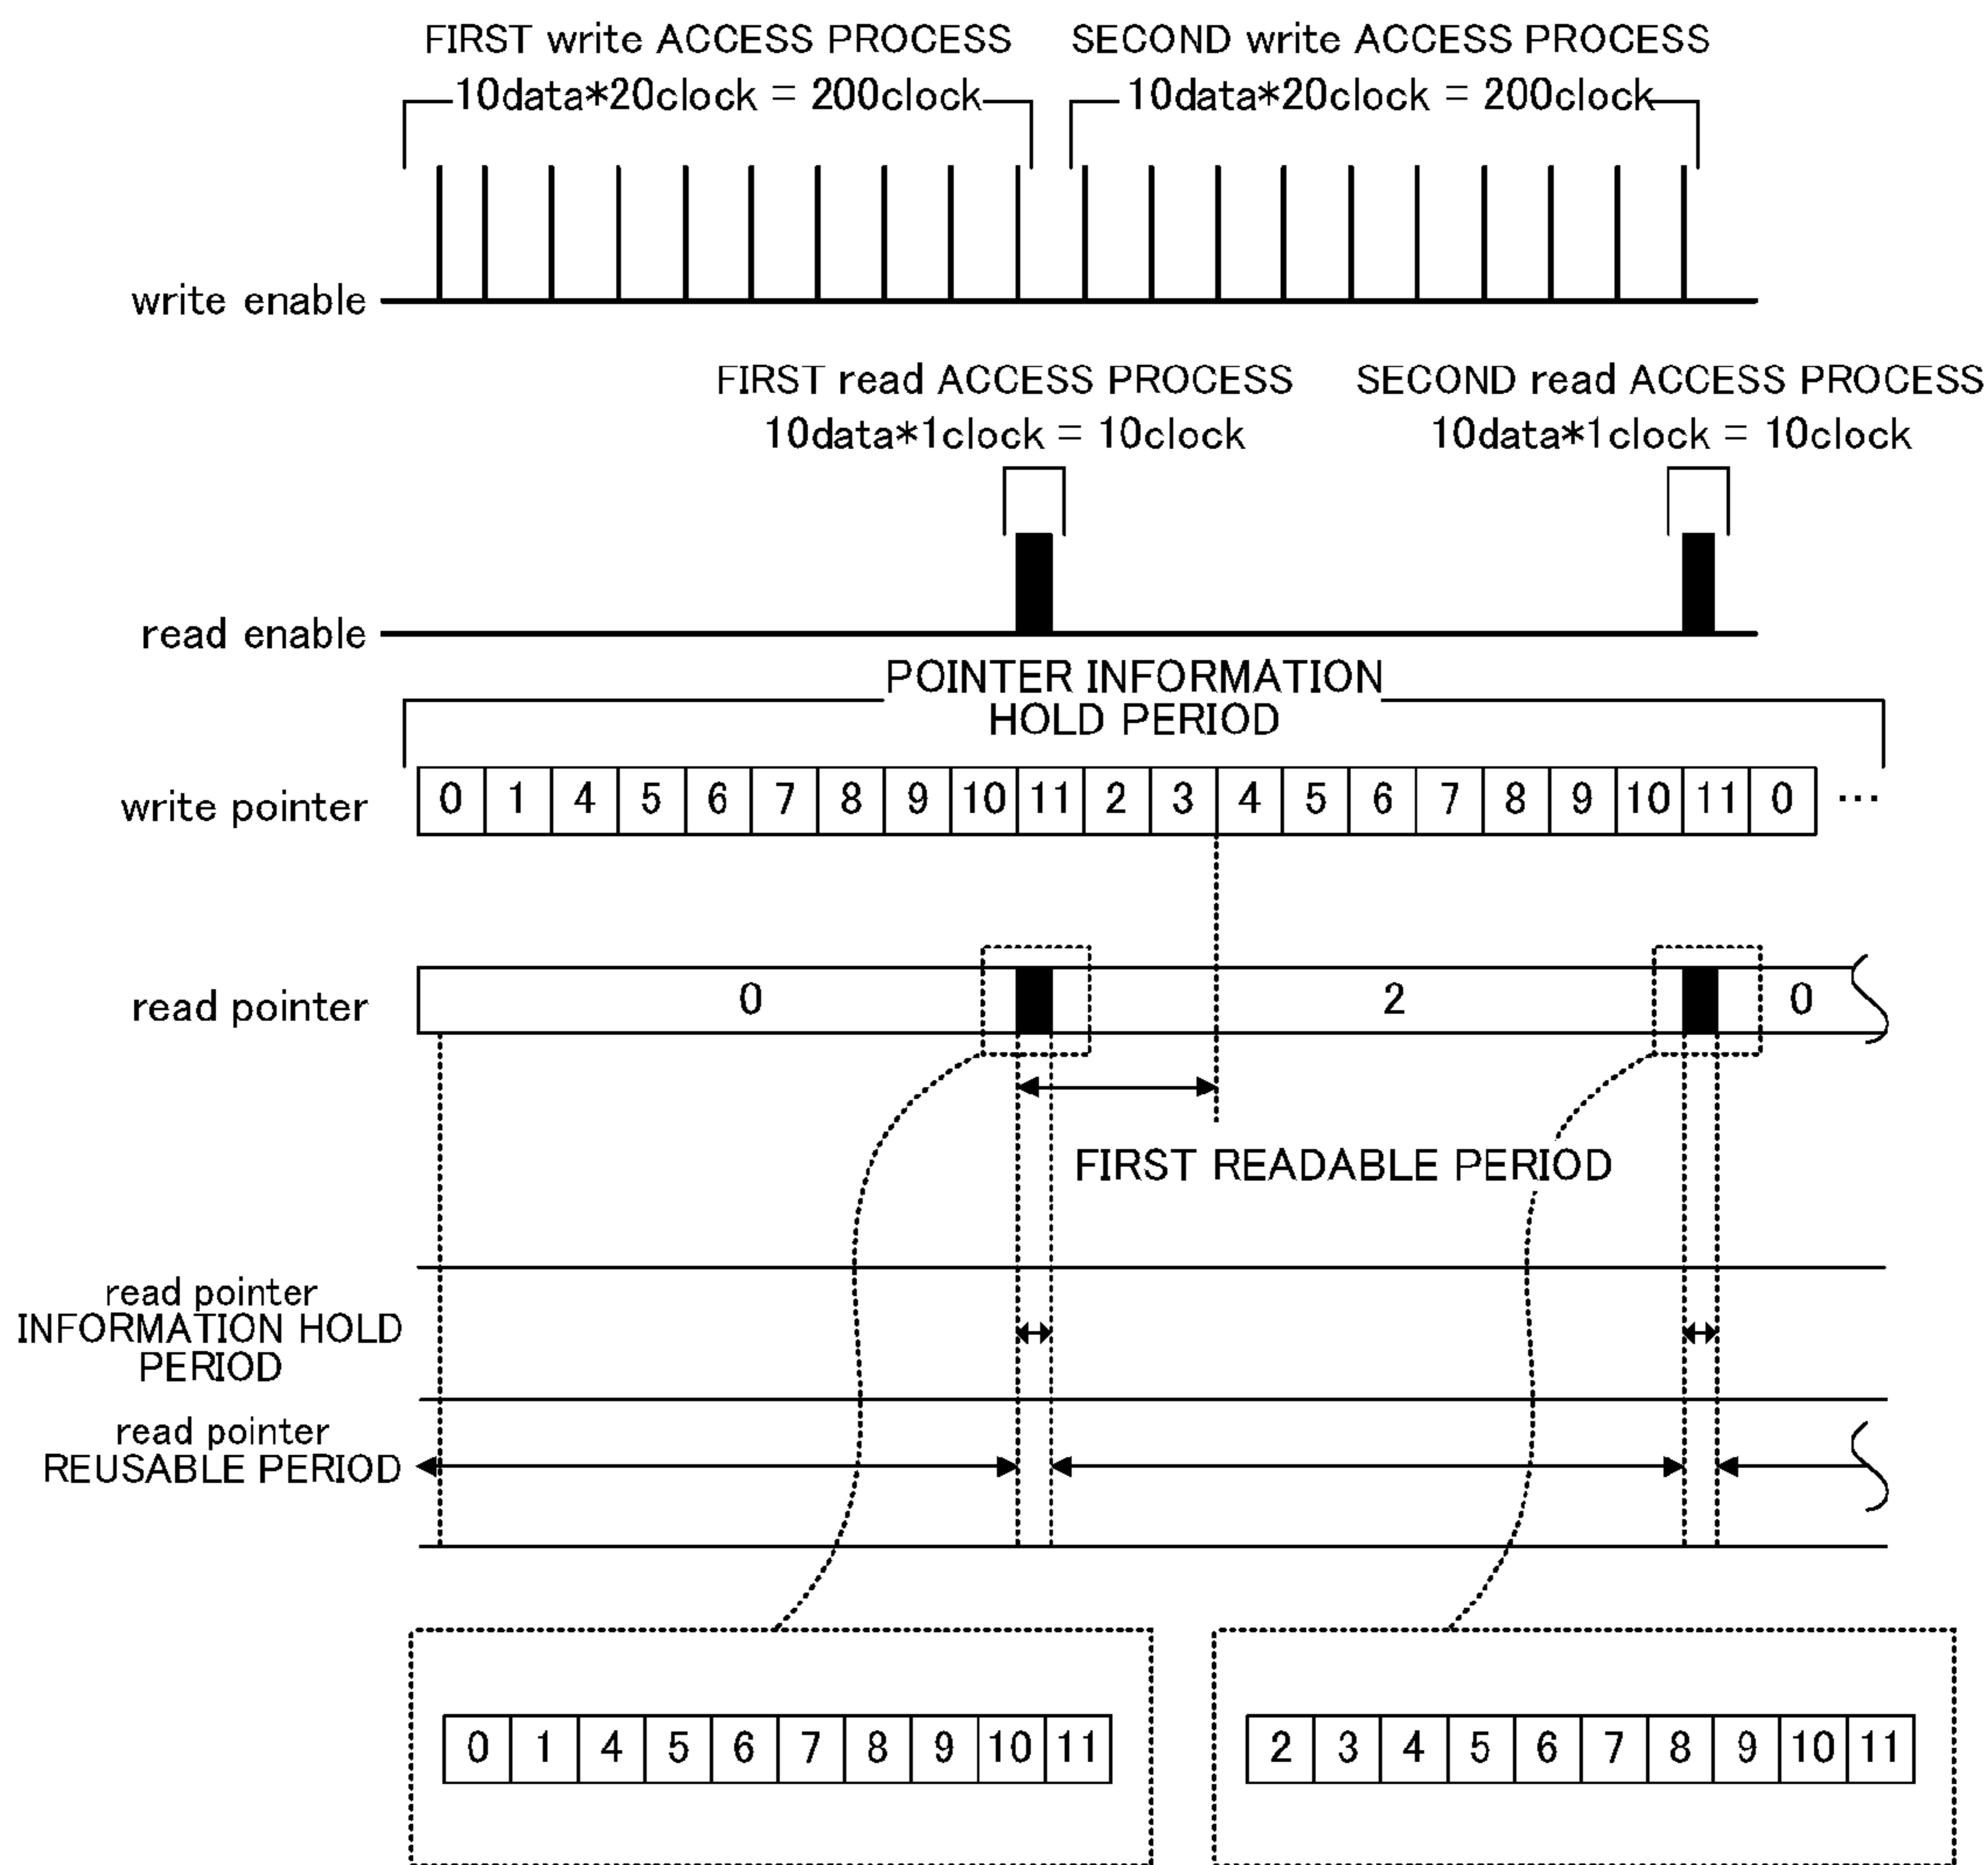 FIRST write ACCESS PROCESS
10data*20clock = 200clock
SECOND write ACCESS PROCESS
10data*20clock = 200clock
write enable
FIRST read ACCESS PROCESS
10data*1clock = 10clock
SECOND read ACCESS PROCESS
10data*1clock = 10clock
read enable
POINTER INFORMATION
HOLD PERIOD
write pointer
0 1 4 5 6 7 8 9 10 11 2 3 4 5 6 7 8 9 10 11 0 ···
read pointer
0 2 0
FIRST READABLE PERIOD
read pointer
INFORMATION HOLD
PERIOD
read pointer
REUSABLE PERIOD
0 1 4 5 6 7 8 9 10 11
2 3 4 5 6 7 8 9 10 11